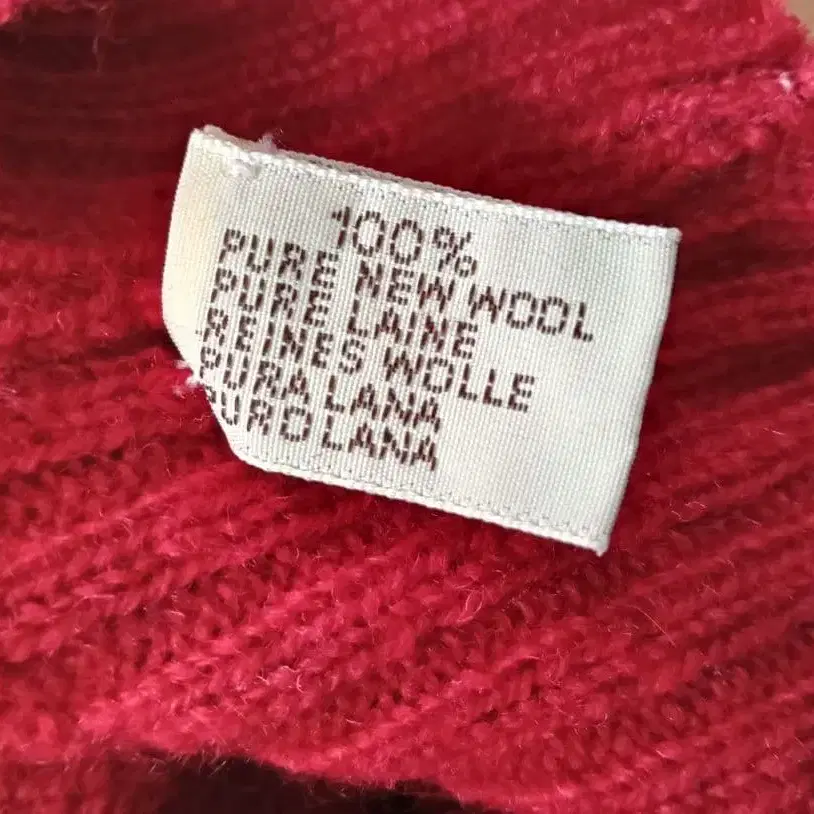 100%
PURE NEW WOOL
PURE LAINE
REINES WOLLE
PURA LANA
PURO LANA